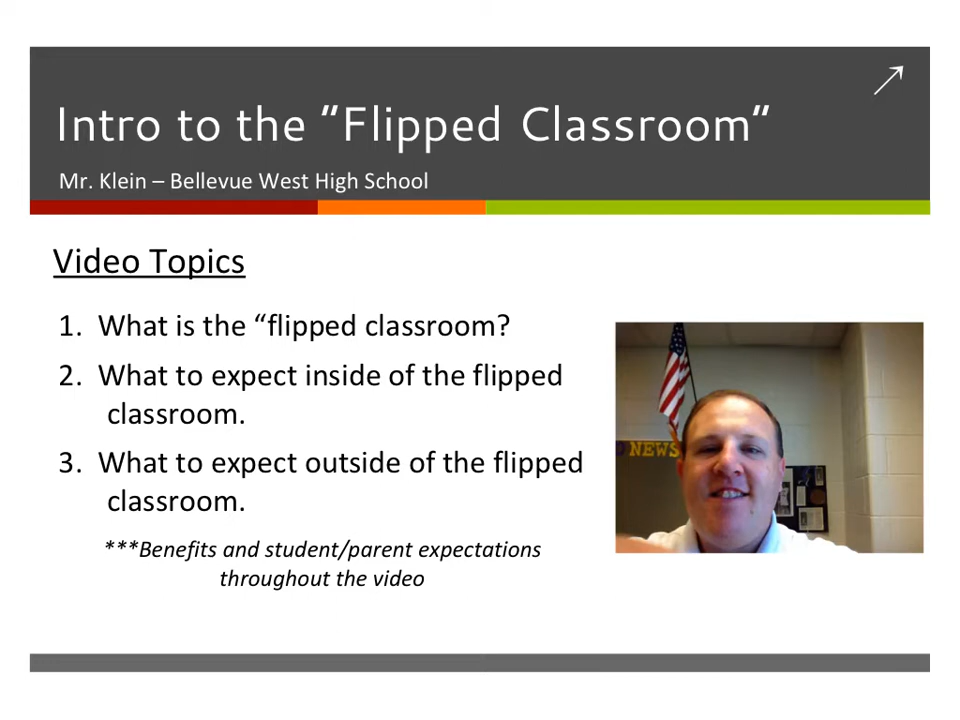 Intro to the “Flipped Classroom“
Mr. Klein – Bellevue West High School
Video Topics
1. What is the “flipped classroom?
2. What to expect inside of the flipped
classroom.
3. What to expect outside of the flipped
classroom.
NEWS
***Benefits and student/parent expectations
throughout the video